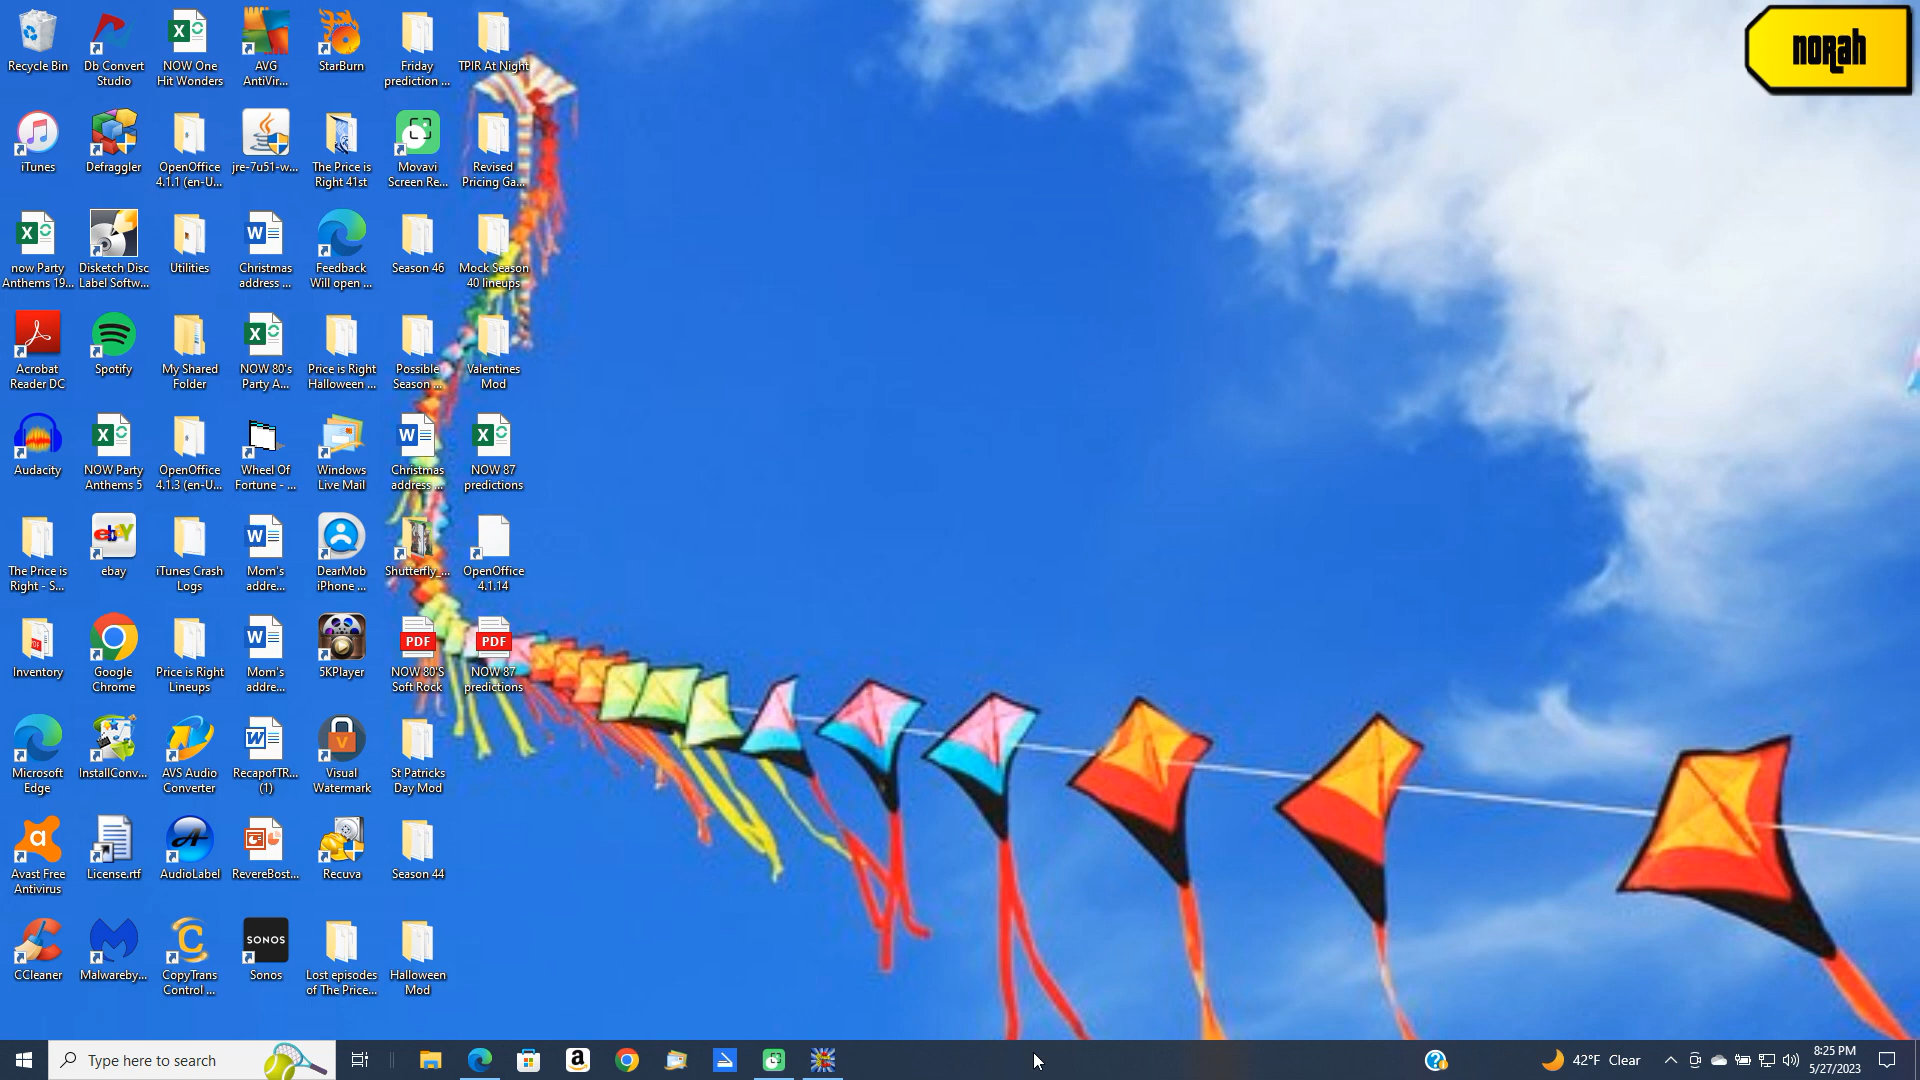 Recycle Bin
Db Convert
Studio
NOW One
Hit Wonders
AVG
AntiVir...
StarBurn
Friday
prediction ...
TPIR At Night
norah
iTunes
Defraggler
OpenOffice
4.1.1 (en-U...
jre-7u51-w...
The Price is
Right 41st
Movavi
Screen Re...
Revised
Pricing Ga...
now Party
Anthems 19...
Disketch Disc
Label Softw...
Utilities
Christmas
address ...
Feedback
Will open ...
Season 46
Mock Season
40 lineups
Acrobat
Reader DC
Spotify
My Shared
Folder
NOW 80's
Party A...
Price is Right
Halloween ...
Possible
Season ...
Valentines
Mod
Audacity
NOW Party
Anthems 5
OpenOffice
4.1.3 (en-U...
Wheel Of
Fortune - ...
Windows
Live Mail
Christmas
address ...
NOW 87
predictions
The Price is
Right - S...
ebay
ebay
iTunes Crash
Logs
Mom's
addre...
DearMob
iPhone ...
Shutterfly_...
OpenOffice
4.1.14
Inventory
Google
Chrome
Price is Right
Lineups
Mom's
addre...
5KPlayer
PDF
NOW 80'S
Soft Rock
PDF
NOW 87
predictions
Microsoft
Edge
InstallConv...
AVS Audio
Converter
RecapofTR...
(1)
Visual
Watermark
St Patricks
Day Mod
Avast Free
Antivirus
License.rtf
AudioLabel
RevereBost...
Recuva
Season 44
CCleaner
Malwareby...
CopyTrans
Control ...
SONOS
Sonos
Lost episodes
of The Price...
Halloween
Mod
Type here to search
42°F Clear
8:25 PM
5/27/2023